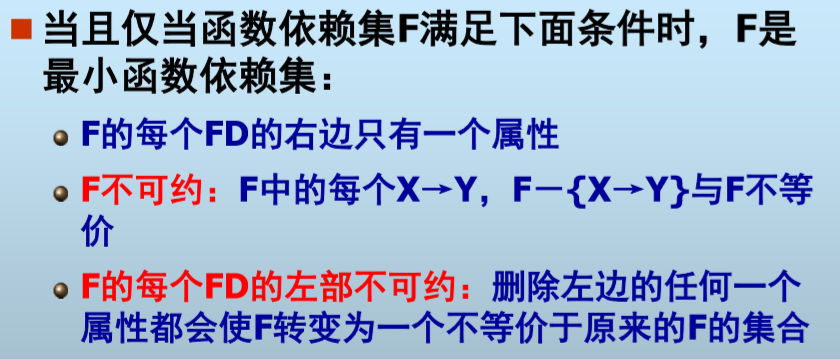 当且仅当函数依赖集F满足下面条件时，F是
最小函数依赖集：
F的每个FD的右边只有一个属性
F不可约：F中的每个X→Y，F－{X→Y}与F不等
价
F的每个FD的左部不可约：删除左边的任何一个
属性都会使F转变为一个不等价于原来的F的集合